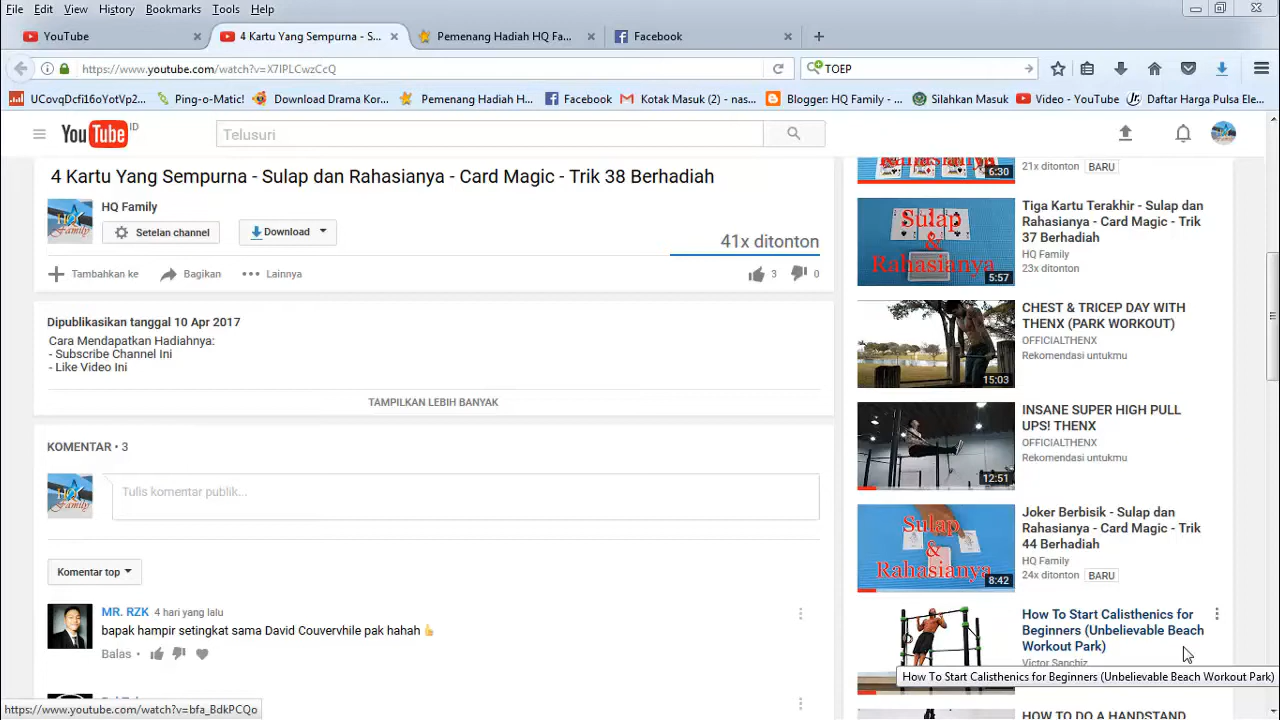 File Edit View History Bookmarks Tools Help
YouTube
4 Kartu Yang Sempurna - S...
Pemenang Hadiah HQ Fa...
Facebook
https://www.youtube.com/watch?v=X7IPLCwzCcQ
TOEP
UCovqDcfi16oYotVp2...
Ping-o-Matic!
Download Drama Kor...
Pemenang Hadiah H...
Facebook
Kotak Masuk (2) - nas...
Blogger: HQ Family - ...
Silahkan Masuk
Video - YouTube
Daftar Harga Pulsa Ele...
YouTube ID
Telusuri
4 Kartu Yang Sempurna - Sulap dan Rahasianya - Card Magic - Trik 38 Berhadiah
HQ Family
Setelan channel
Download
41x ditonton
Tambahkan ke
Bagikan
Lainnya
3
0
Dipublikasikan tanggal 10 Apr 2017
Cara Mendapatkan Hadiahnya:
- Subscribe Channel Ini
- Like Video Ini
TAMPILKAN LEBIH BANYAK
KOMENTAR • 3
HQ Family
Tulis komentar publik...
Komentar top
MR. RZK 4 hari yang lalu
bapak hampir setingkat sama David Couvervhile pak hahah 👍
Balas
https://www.youtube.com/watch?v=bfa_BdkPCQo
Rahasianya
6:30
21x ditonton BARU
Sulap
&
Rahasianya
5:57
Tiga Kartu Terakhir - Sulap dan
Rahasianya - Card Magic - Trik
37 Berhadiah
HQ Family
23x ditonton
15:03
CHEST & TRICEP DAY WITH
THENX (PARK WORKOUT)
OFFICIALTHENX
Rekomendasi untukmu
12:51
INSANE SUPER HIGH PULL
UPS! THENX
OFFICIALTHENX
Rekomendasi untukmu
Sulap
&
Rahasianya
8:42
Joker Berbisik - Sulap dan
Rahasianya - Card Magic - Trik
44 Berhadiah
HQ Family
24x ditonton BARU
How To Start Calisthenics for
Beginners (Unbelievable Beach
Workout Park)
Victor Sanchiz
How To Start Calisthenics for Beginners (Unbelievable Beach Workout Park)
HOW TO DO A HANDSTAND